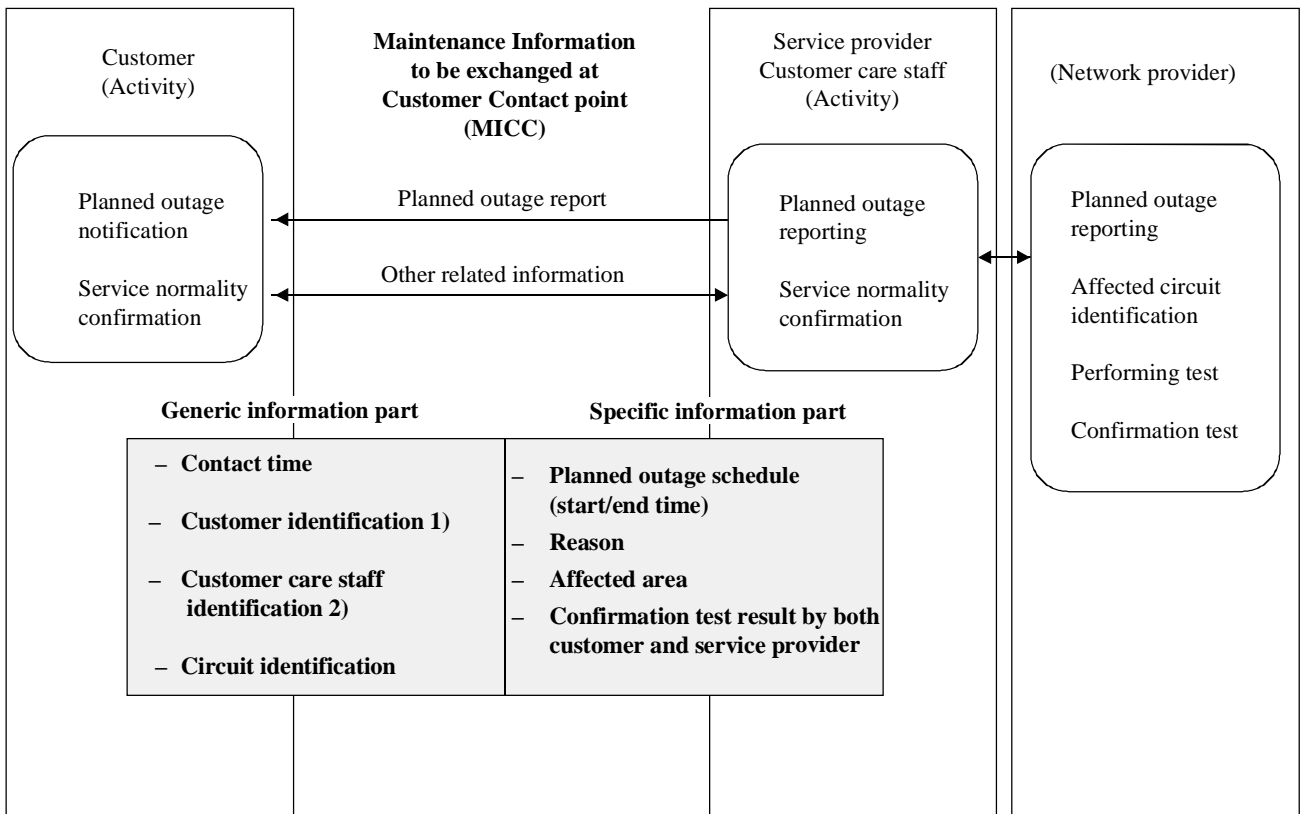 Customer
(Activity)
Maintenance Information
to be exchanged at
Customer Contact point
(MICC)
Service provider
Customer care staff
(Activity)
(Network provider)
Planned outage
notification
Service normality
confirmation
Planned outage report
Other related information
Planned outage
reporting
Service normality
confirmation
Planned outage
reporting
Affected circuit
identification
Performing test
Confirmation test
Generic information part
– Contact time
– Customer identification 1)
– Customer care staff
identification 2)
– Circuit identification
Specific information part
– Planned outage schedule
(start/end time)
– Reason
– Affected area
– Confirmation test result by both
customer and service provider